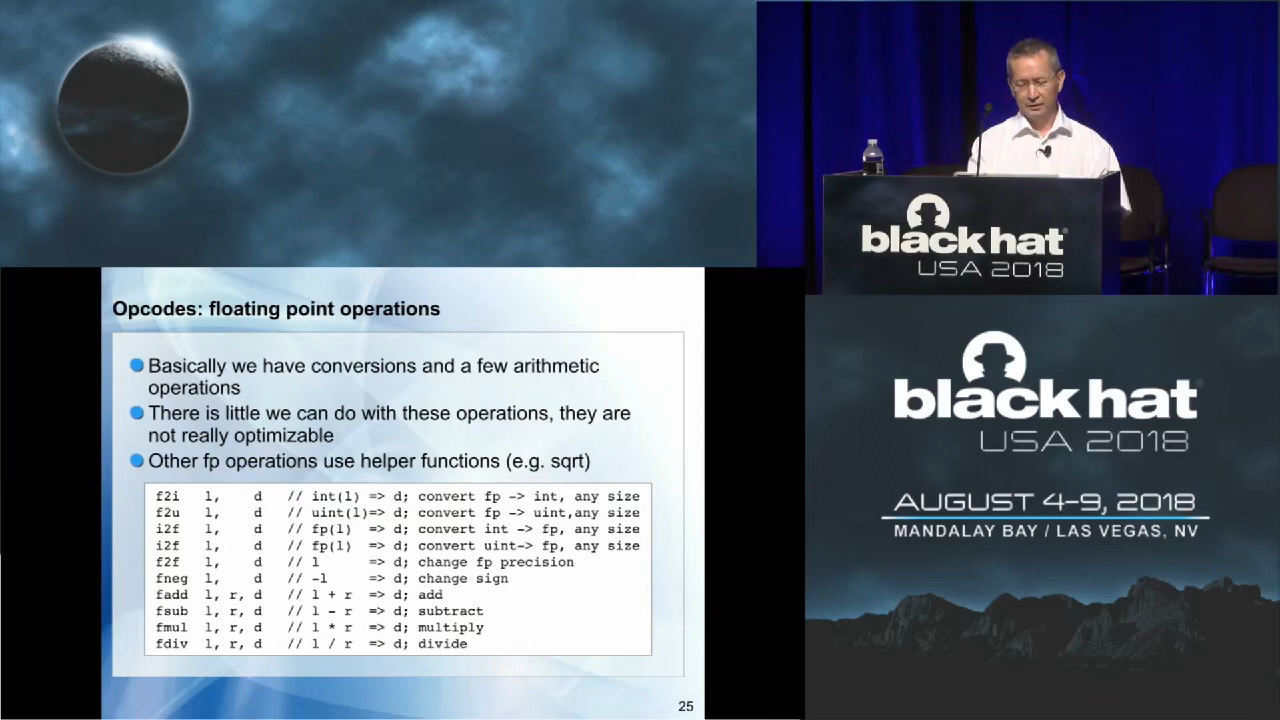 black hat
USA 2018
Opcodes: floating point operations
Basically we have conversions and a few arithmetic
operations
There is little we can do with these operations, they are
not really optimizable
Other fp operations use helper functions (e.g. sqrt)
f2i l, d // int(l) => d; convert fp -> int, any size
f2u l, d // uint(l)=> d; convert fp -> uint,any size
i2f l, d // fp(l) => d; convert int -> fp, any size
i2f l, d // fp(l) => d; convert uint-> fp, any size
f2f l, d // l => d; change fp precision
fneg l, d // -l => d; change sign
fadd l, r, d // l + r => d; add
fsub l, r, d // l - r => d; subtract
fmul l, r, d // l * r => d; multiply
fdiv l, r, d // l / r => d; divide
25
black hat
USA 2018
AUGUST 4-9, 2018
MANDALAY BAY / LAS VEGAS, NV